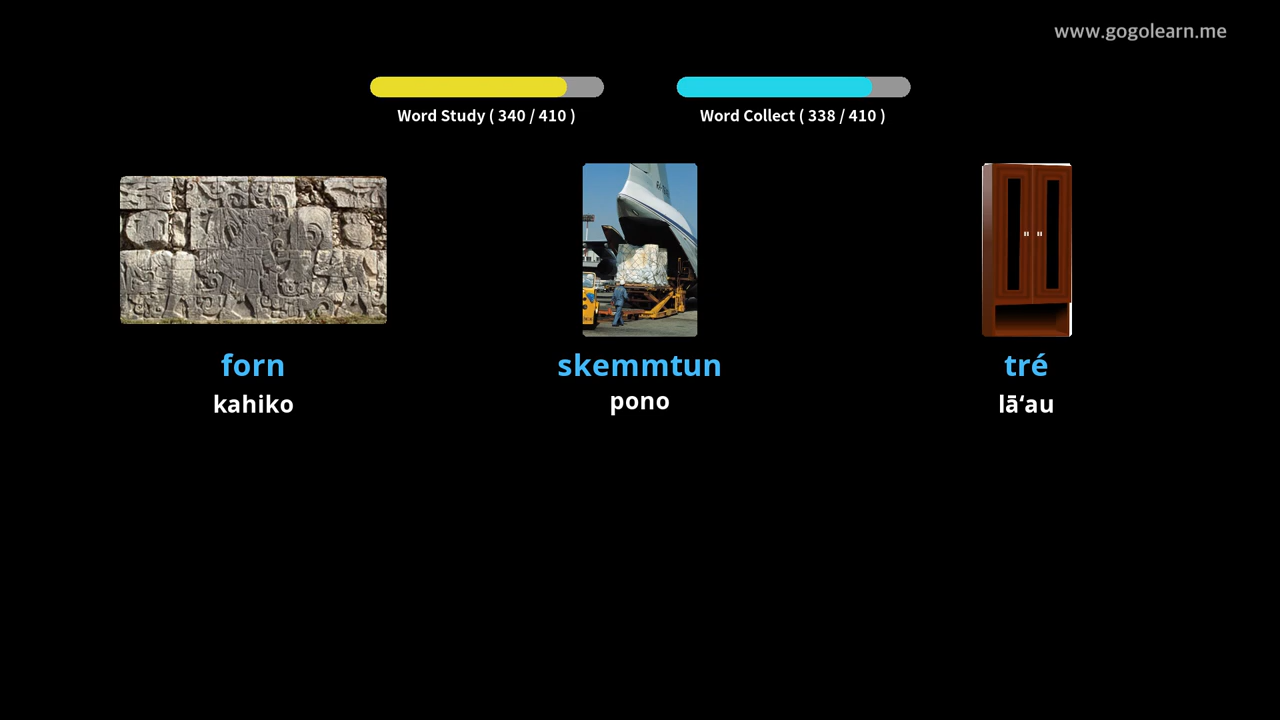 www.gogolearn.me
Word Study ( 340 / 410 )
Word Collect ( 338 / 410 )
forn
skemmtun
tré
kahiko
pono
lāʻau